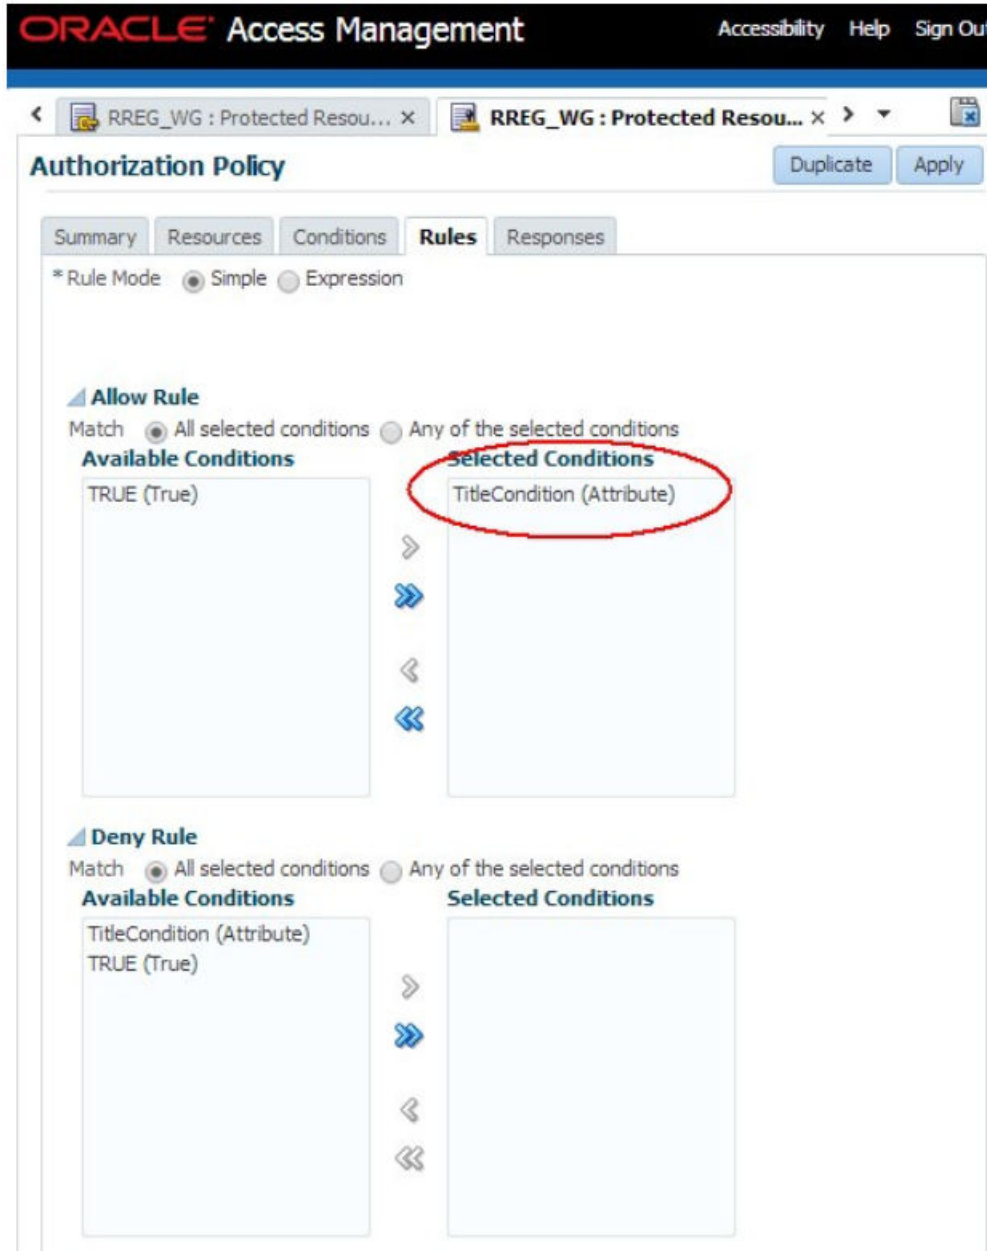 ORACLE Access Management Accessibility Help Sign Out
RREG_WG : Protected Resou... RREG_WG : Protected Resou...
Authorization Policy Duplicate Apply
Summary Resources Conditions Rules Responses
* Rule Mode Simple Expression
Allow Rule
Match All selected conditions Any of the selected conditions
Available Conditions Selected Conditions
TRUE (True) TitleCondition (Attribute)
Deny Rule
Match All selected conditions Any of the selected conditions
Available Conditions Selected Conditions
TitleCondition (Attribute)
TRUE (True)